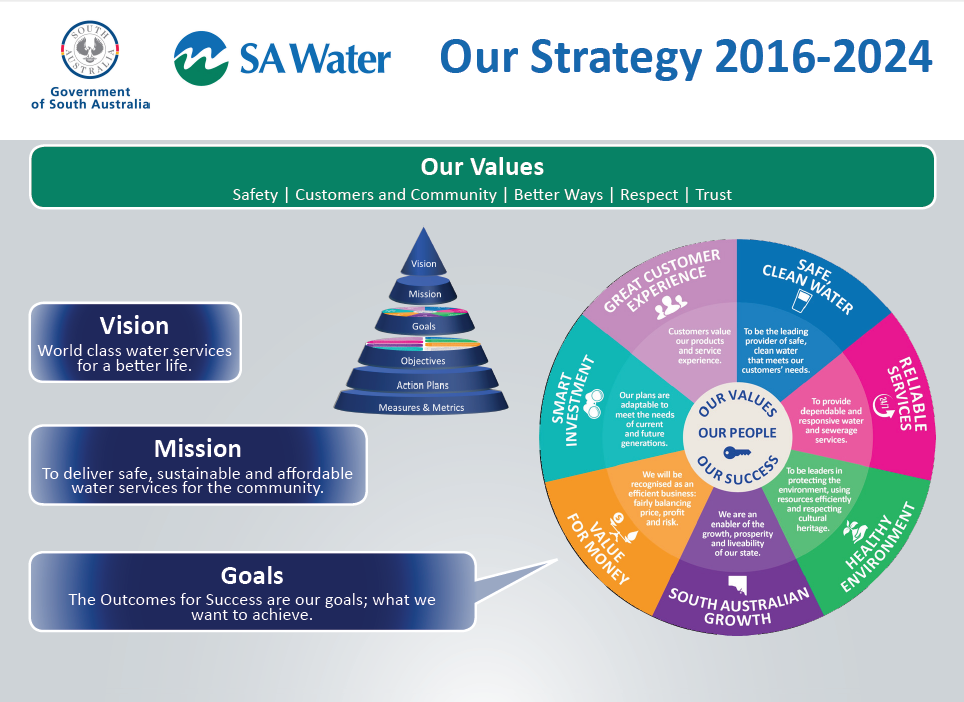 SOUTH AUSTRALIA
Government
of South Australia
SA Water
Our Strategy 2016-2024
Our Values
Safety | Customers and Community | Better Ways | Respect | Trust
Vision
World class water services
for a better life.
Mission
To deliver safe, sustainable and affordable
water services for the community.
Goals
The Outcomes for Success are our goals; what we
want to achieve.
Vision
Mission
Goals
Objectives
Action Plans
Measures & Metrics
SAFE,
CLEAN WATER
To be the leading
provider of safe,
clean water
that meets our
customers' needs.
RELIABLE
SERVICES
24/7
To provide
dependable and
responsive water
and sewerage
services.
HEALTHY
ENVIRONMENT
To be leaders in
protecting the
environment, using
resources efficiently
and respecting
cultural
heritage.
SOUTH AUSTRALIAN
GROWTH
We are an
enabler of the
growth, prosperity
and liveability
of our state.
VALUE
FOR MONEY
$
We will be
recognised as an
efficient business:
fairly balancing
price, profit
and risk.
SMART
INVESTMENT
Our plans are
adaptable to
meet the needs
of current
and future
generations.
GREAT CUSTOMER
EXPERIENCE
Customers value
our products
and service
experience.
OUR VALUES
OUR PEOPLE
OUR SUCCESS